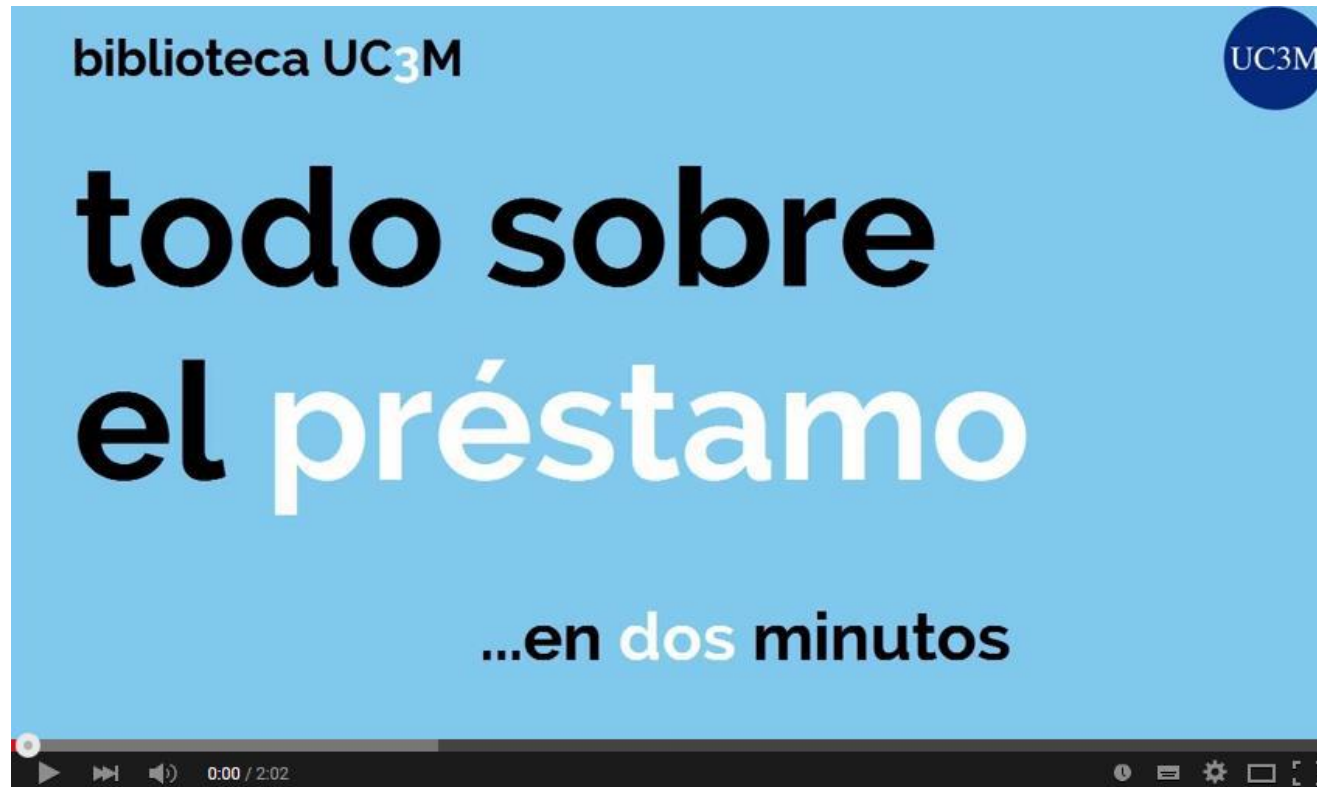 biblioteca UC3M
UC3M
todo sobre
el préstamo
...en dos minutos
0:00 / 2:02